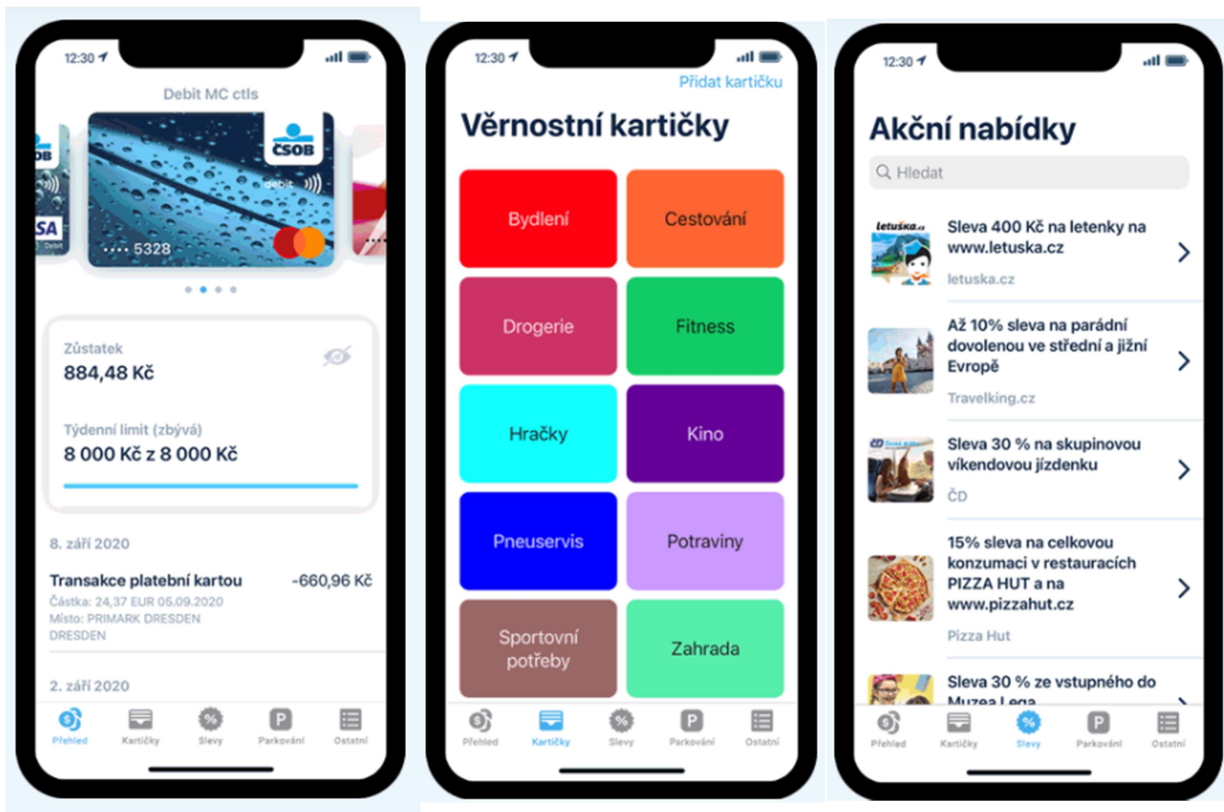 12:30
Debit MC ctls
ČSOB
debit
OB
VISA
Debit
.... 5328
....
Zůstatek
884,48 Kč
Týdenní limit (zbývá)
8 000 Kč z 8 000 Kč
8. září 2020
Transakce platební kartou -660,96 Kč
Částka: 24,37 EUR 05.09.2020
Místo: PRIMARK DRESDEN
DRESDEN
2. září 2020
Přehled Kartičky Slevy Parkování Ostatní
12:30
Přidat kartičku
Věrnostní kartičky
Bydlení Cestování
Drogerie Fitness
Hračky Kino
Pneuservis Potraviny
Sportovní
potřeby
Zahrada
Přehled Kartičky Slevy Parkování Ostatní
12:30
Akční nabídky
Hledat
letuška.cz
Sleva 400 Kč na letenky na
www.letuska.cz
letuska.cz
Až 10% sleva na parádní
dovolenou ve střední a jižní
Evropě
Travelking.cz
České dráhy
Sleva 30 % na skupinovou
víkendovou jízdenku
ČD
15% sleva na celkovou
konzumaci v restauracích
PIZZA HUT a na
www.pizzahut.cz
Pizza Hut
Sleva 30 % ze vstupného do
Muzea Lega
Přehled Kartičky Slevy Parkování Ostatní